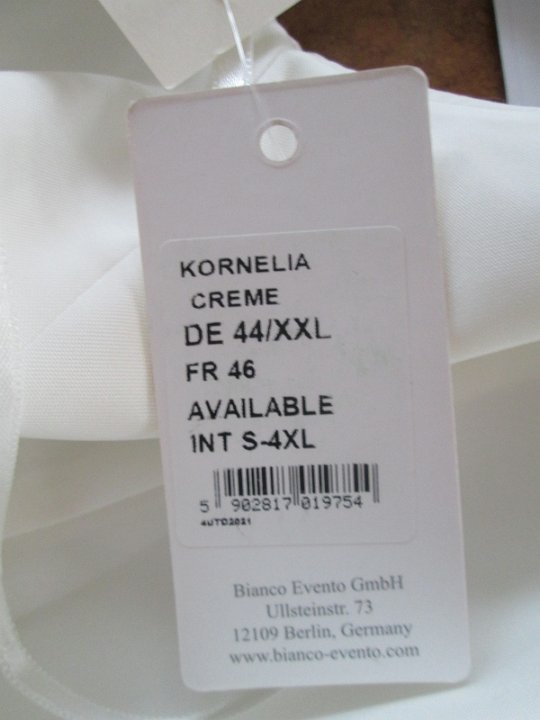 KORNELIA
CREME
DE 44/XXL
FR 46
AVAILABLE
INT S-4XL
5 902817 019754
4UTD2021
Bianco Evento GmbH
Ullsteinstr. 73
12109 Berlin, Germany
www.bianco-evento.com